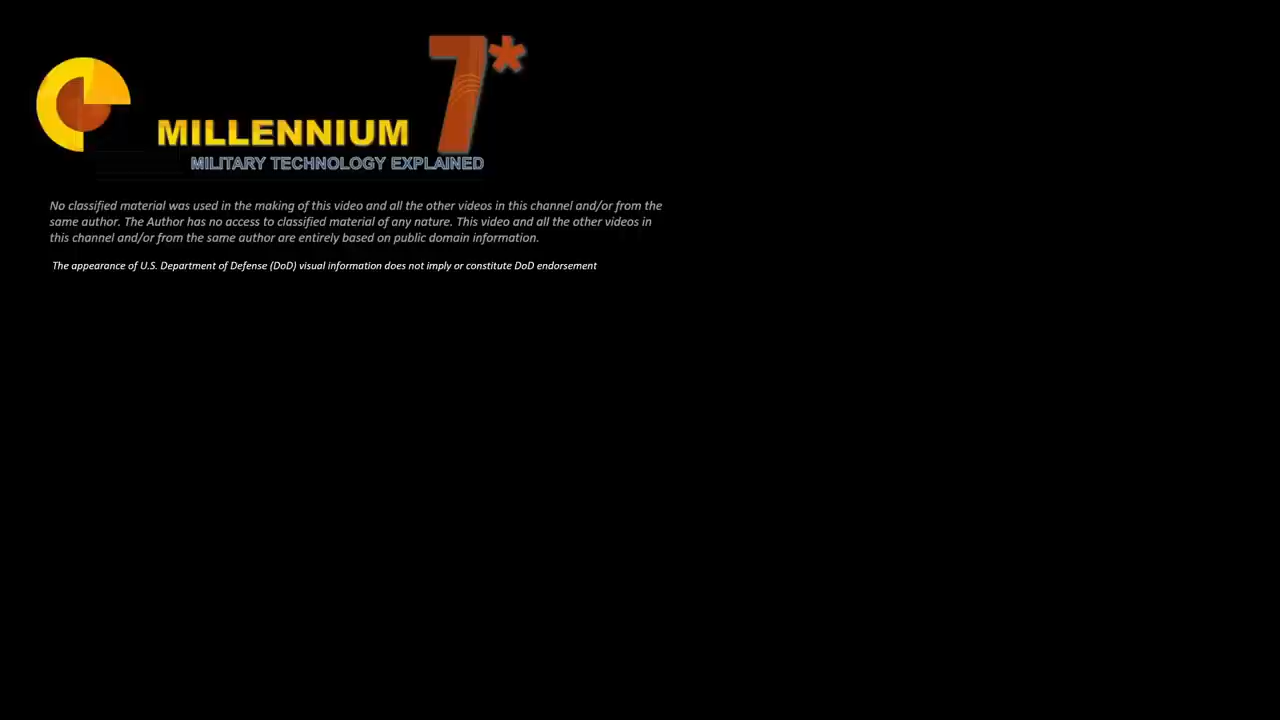 7*
MILLENNIUM
MILITARY TECHNOLOGY EXPLAINED
No classified material was used in the making of this video and all the other videos in this channel and/or from the
same author. The Author has no access to classified material of any nature. This video and all the other videos in
this channel and/or from the same author are entirely based on public domain information.
The appearance of U.S. Department of Defense (DoD) visual information does not imply or constitute DoD endorsement